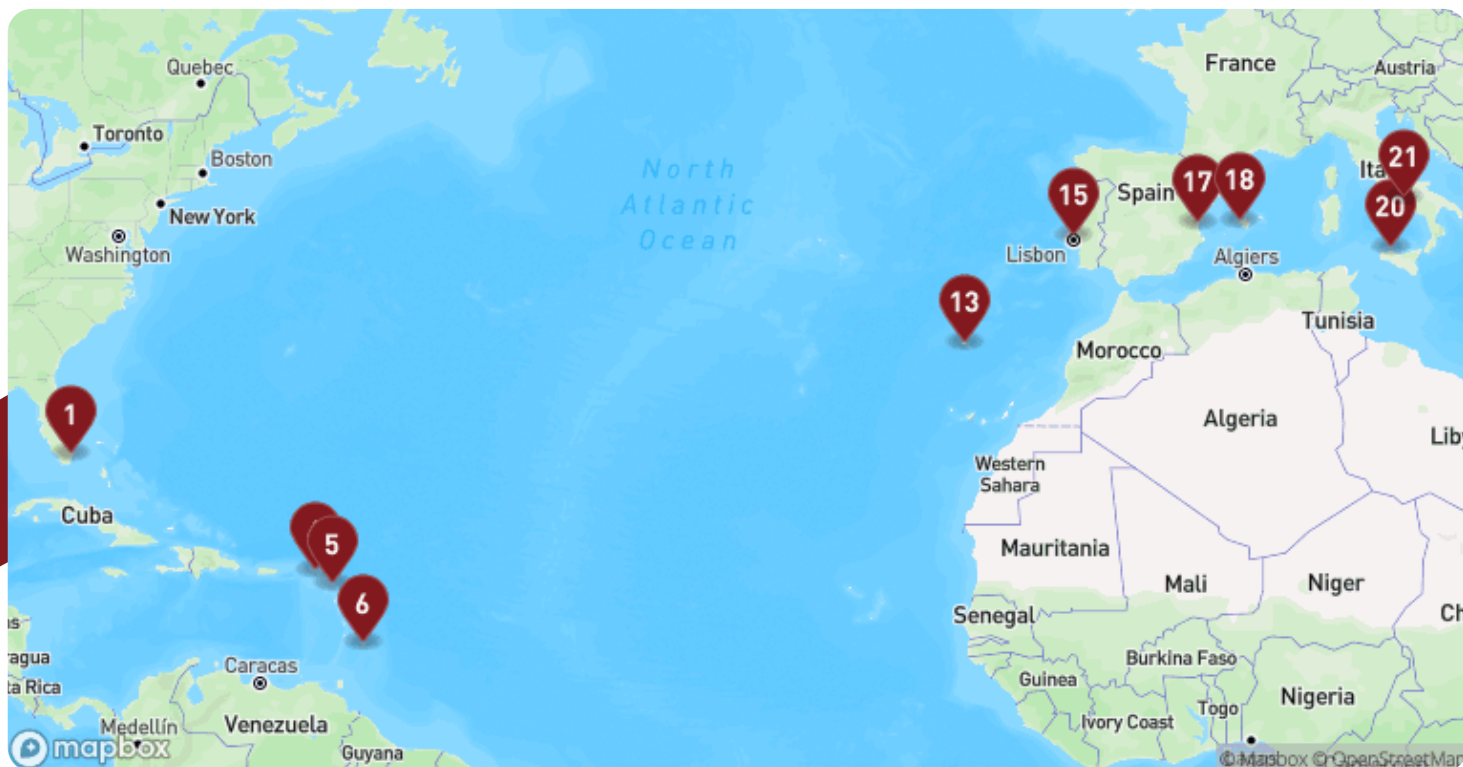 Quebec
Toronto
Boston
New York
Washington
North
Atlantic
Ocean
France
Austria
21
Ita
15
17
18
20
Spain
Lisbon
Algiers
13
Tunisia
Morocco
1
Algeria
Western
Sahara
Cuba
5
Mauritania
Mali
Niger
6
Senegal
Burkina Faso
Guinea
Nigeria
Togo
Ivory Coast
ragua
ta Rica
Caracas
Medellín
Venezuela
Guyana
mapbox
© Mapbox © OpenStreetMap